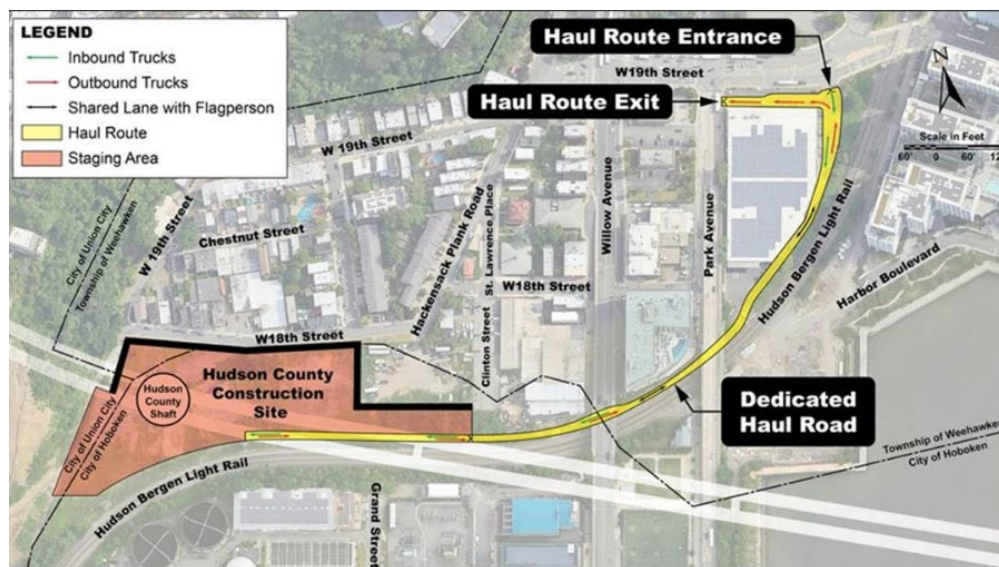 LEGEND
Inbound Trucks
Outbound Trucks
Shared Lane with Flagperson
Haul Route
Staging Area
Haul Route Entrance
W19th Street
Haul Route Exit
N
Scale in Feet
60' 0 60' 12
W 19th Street
Hackensack Plank Road
St. Lawrence Place
Willow Avenue
Park Avenue
Hudson Bergen Light Rail
Harbor Boulevard
City of Union City
Township of Weehawken
W 19th Street
Chestnut Street
W18th Street
W18th Street
Clinton Street
Hudson County
Construction
Site
Hudson
County
Shaft
City of Union City
City of Hoboken
Dedicated
Haul Road
Township of Weehawken
City of Hoboken
Hudson Bergen Light Rail
Grand Street